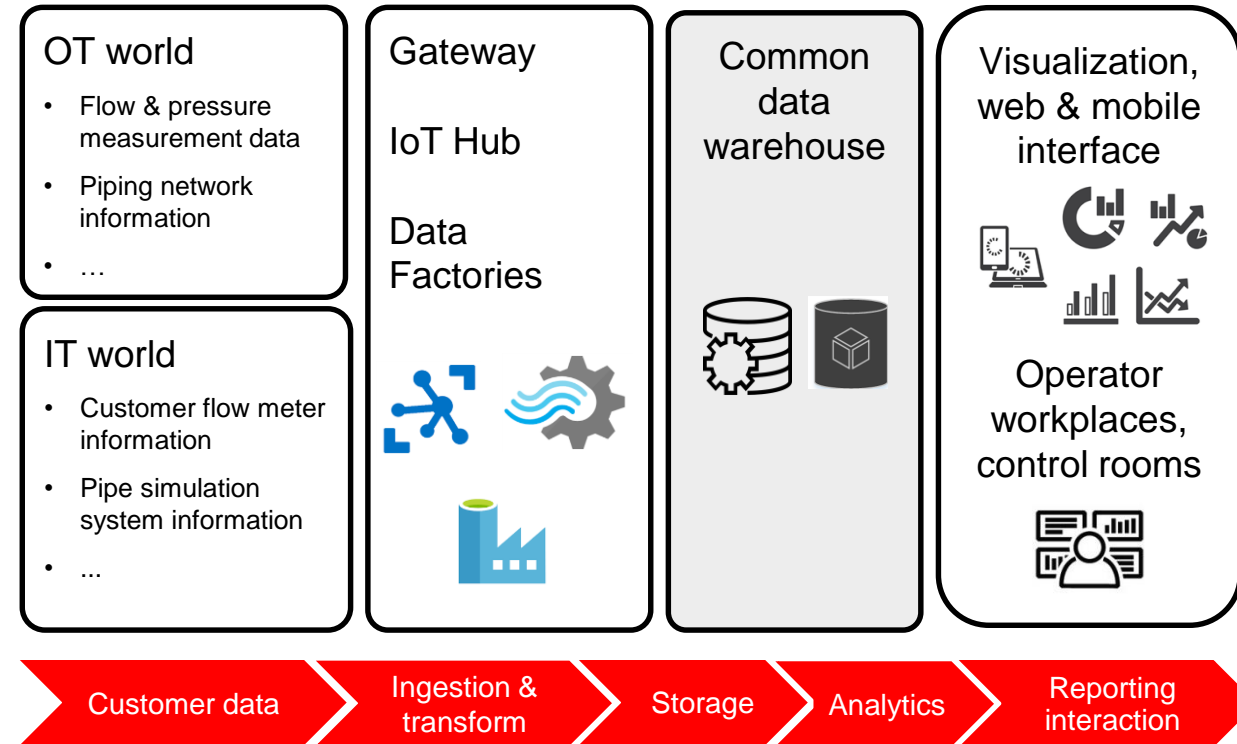 OT world
• Flow & pressure
measurement data
• Piping network
information
• …
IT world
• Customer flow meter
information
• Pipe simulation
system information
• ...
Gateway
IoT Hub
Data
Factories
Common
data
warehouse
Visualization,
web & mobile
interface
Operator
workplaces,
control rooms
Customer data
Ingestion &
transform
Storage
Analytics
Reporting
interaction